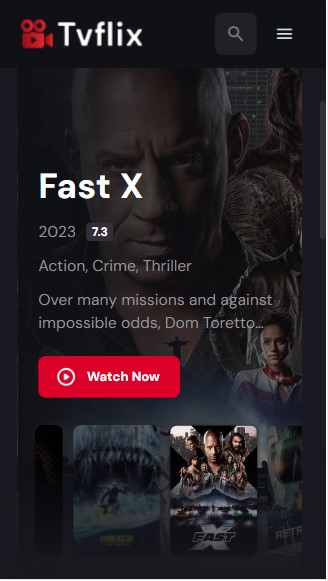 Tvflix
Fast X
2023 7.3
Action, Crime, Thriller
Over many missions and against
impossible odds, Dom Toretto...
Watch Now
FAST X